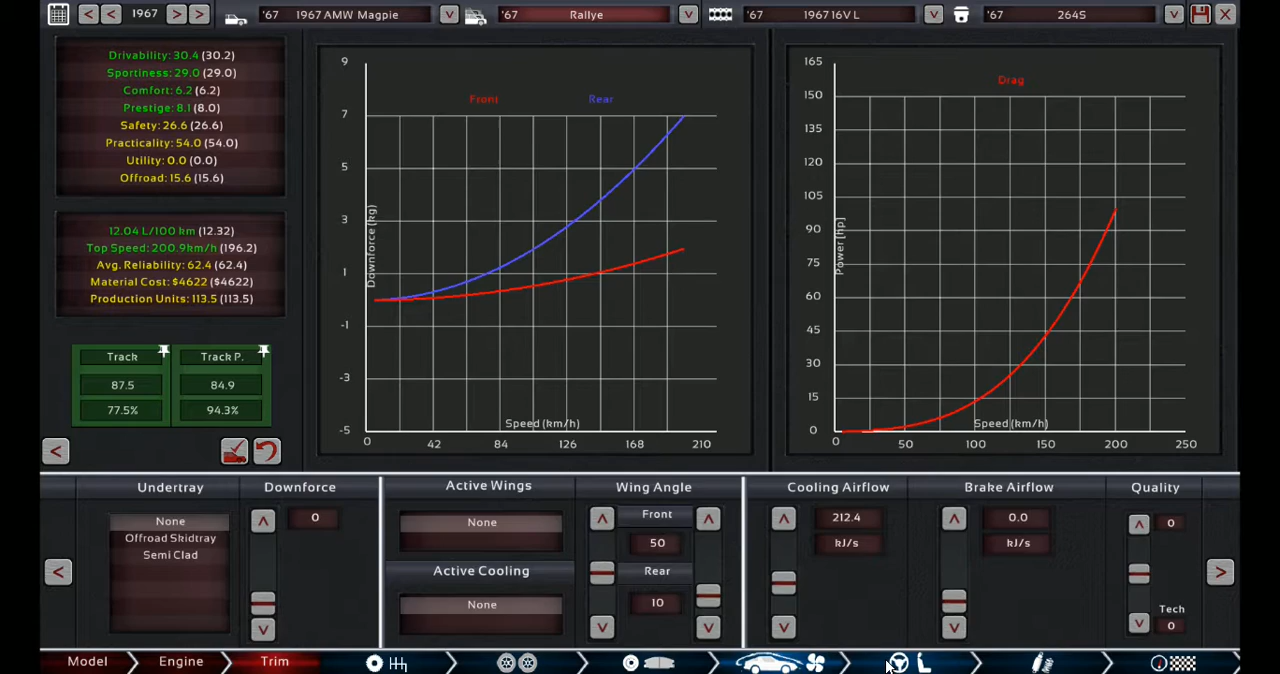 1967
'67 1967 AMW Magpie
'67 Rallye
'67 1967 16V L
'67 264S
Drivability: 30.4 (30.2)
Sportiness: 29.0 (29.0)
Comfort: 6.2 (6.2)
Prestige: 8.1 (8.0)
Safety: 26.6 (26.6)
Practicality: 54.0 (54.0)
Utility: 0.0 (0.0)
Offroad: 15.6 (15.6)
12.04 L/100 km (12.32)
Top Speed: 200.9km/h (196.2)
Avg. Reliability: 62.4 (62.4)
Material Cost: $4622 ($4622)
Production Units: 113.5 (113.5)
Track Track P.
87.5 84.9
77.5% 94.3%
Front Rear
Downforce (kg)
9
7
5
3
1
-1
-3
-5
Speed (km/h)
0 42 84 126 168 210
Drag
Power [hp]
165
150
135
120
105
90
75
60
45
30
15
0
Speed (km/h)
0 50 100 150 200 250
Undertray
None
Offroad Skidtray
Semi Clad
Downforce
0
Active Wings
None
Active Cooling
None
Wing Angle
Front
50
Rear
10
Cooling Airflow
212.4
kJ/s
Brake Airflow
0.0
kJ/s
Quality
0
Tech
0
Model Engine Trim